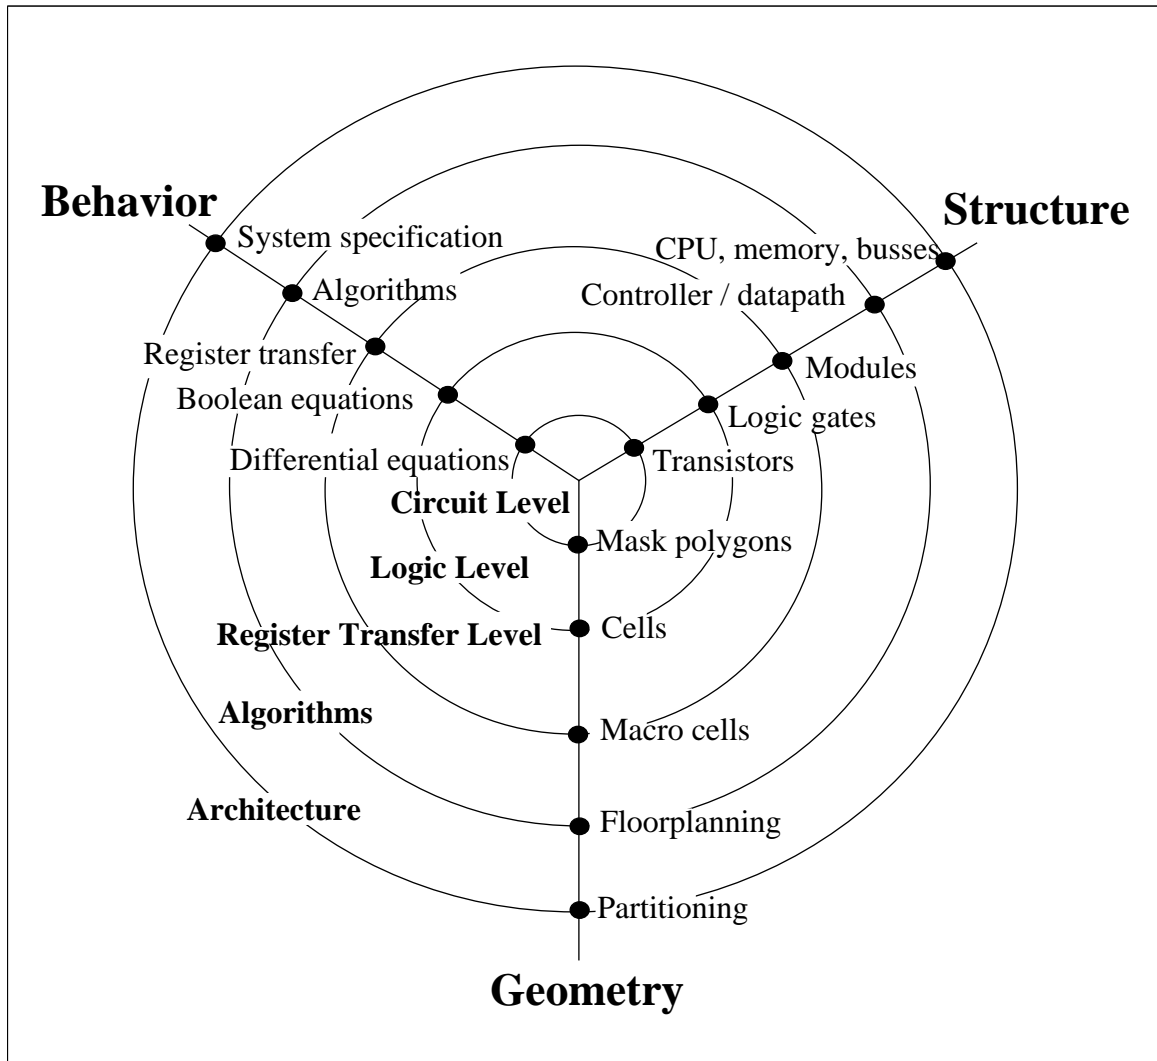 Behavior
Structure
System specification
CPU, memory, busses
Algorithms
Controller / datapath
Register transfer
Modules
Boolean equations
Logic gates
Differential equations
Transistors
Circuit Level
Mask polygons
Logic Level
Cells
Register Transfer Level
Algorithms
Macro cells
Architecture
Floorplanning
Partitioning
Geometry